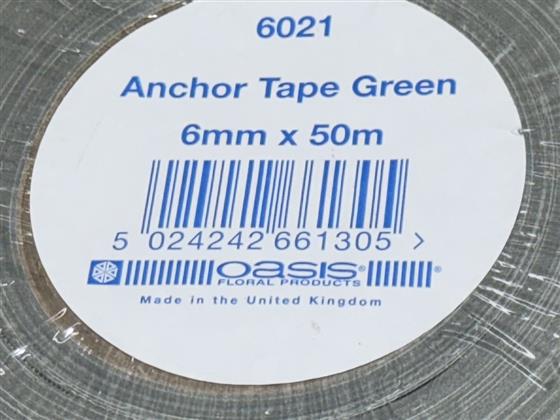 6021
Anchor Tape Green
6mm x 50m
5 024242 661305 >
OASIS®
®
FLORAL PRODUCTS
Made in the United Kingdom